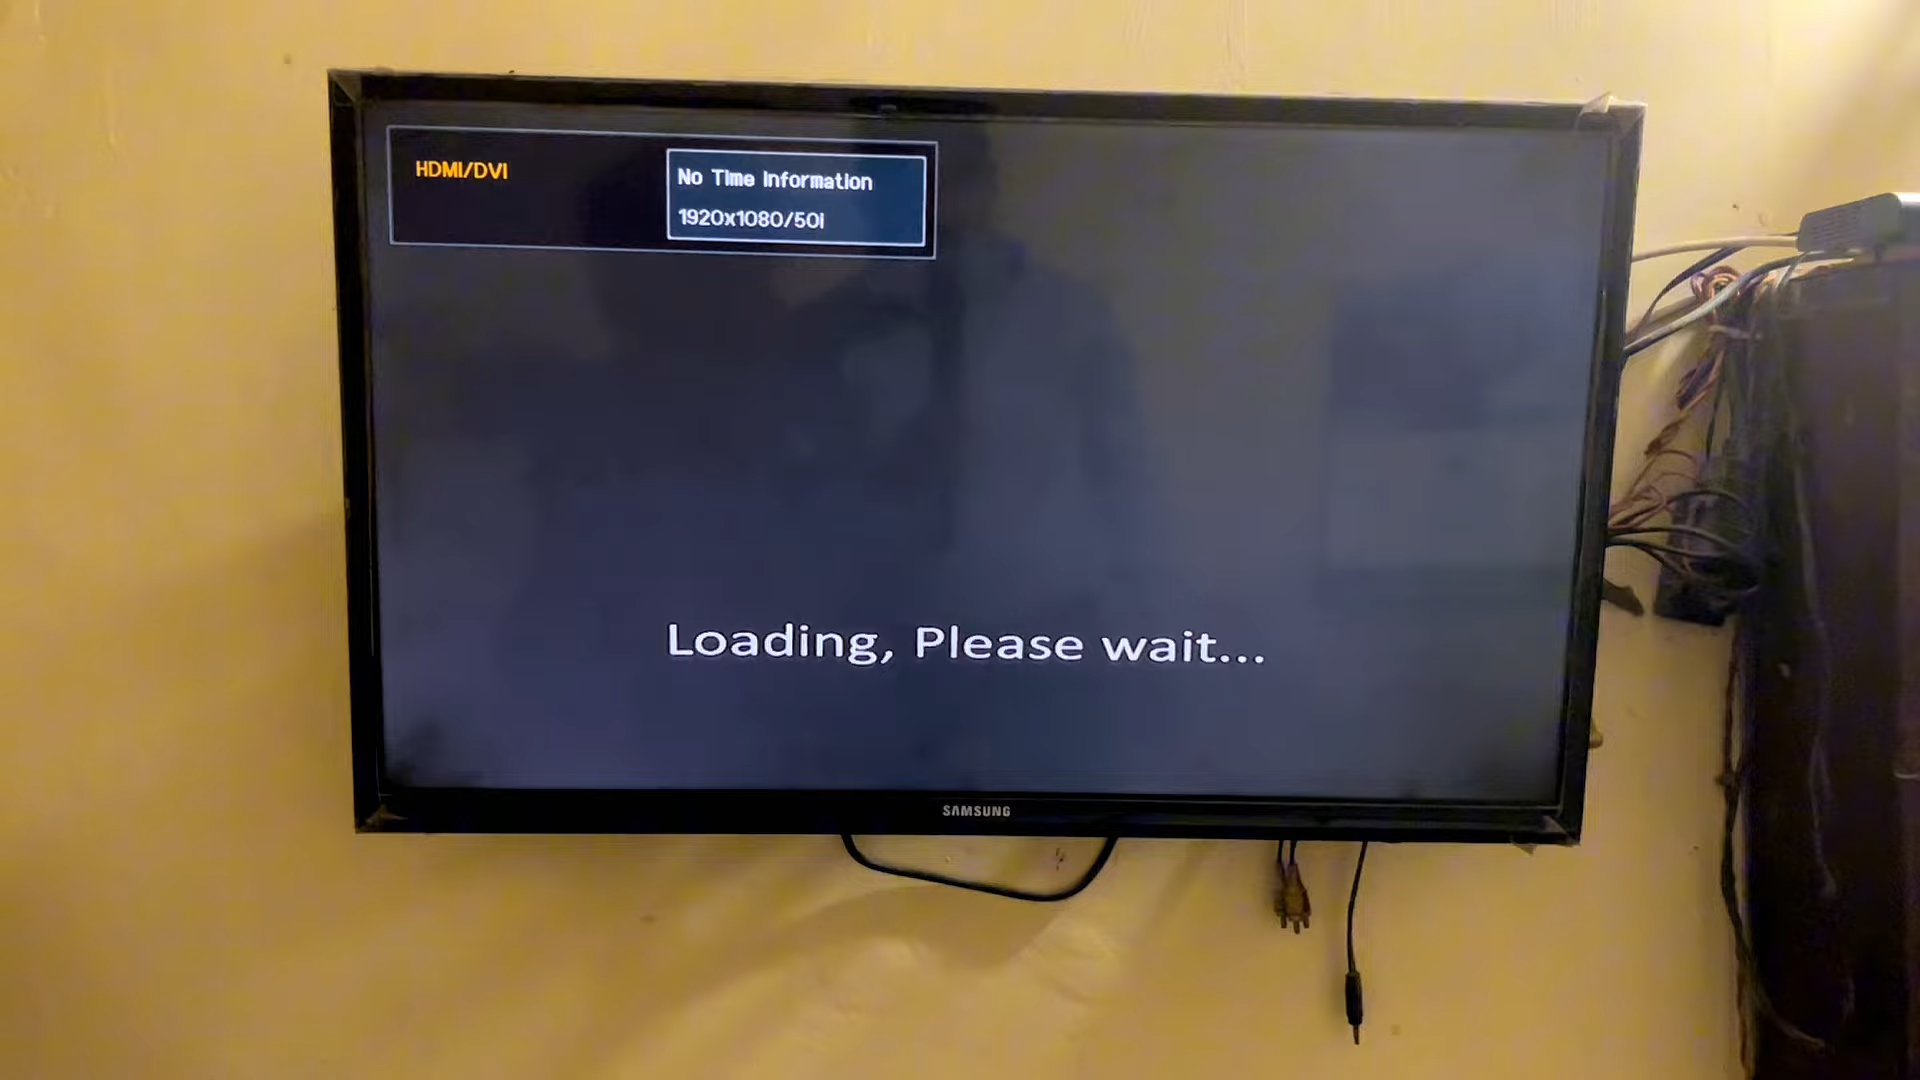 HDMI/DVI
No Time Information
1920x1080/50i
Loading, Please wait...
SAMSUNG